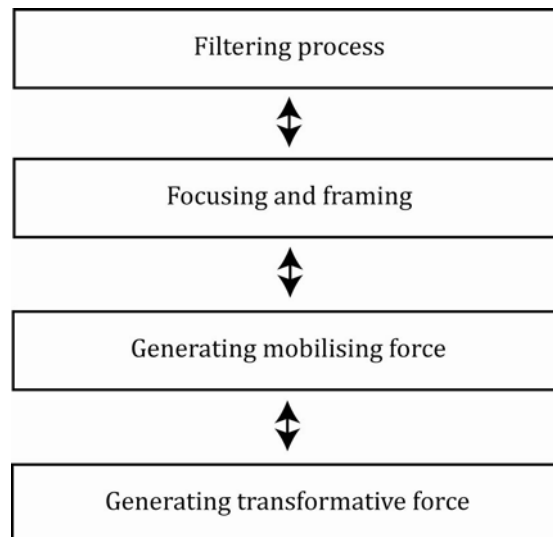 Filtering process
Focusing and framing
Generating mobilising force
Generating transformative force